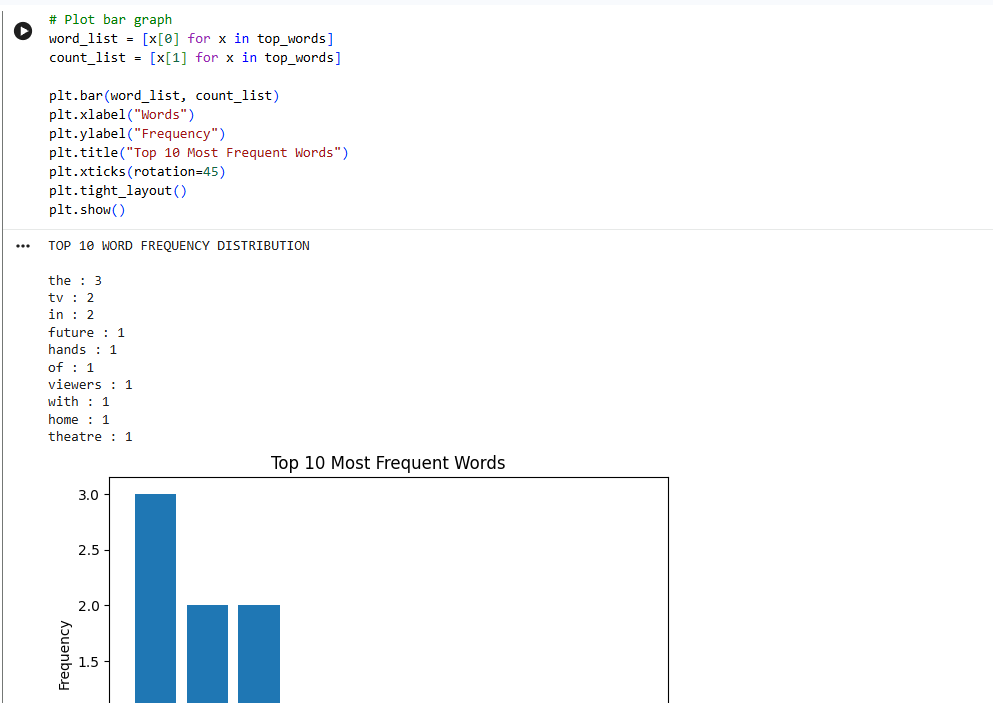 # Plot bar graph
word_list = [x[0] for x in top_words]
count_list = [x[1] for x in top_words]
plt.bar(word_list, count_list)
plt.xlabel("Words")
plt.ylabel("Frequency")
plt.title("Top 10 Most Frequent Words")
plt.xticks(rotation=45)
plt.tight_layout()
plt.show()
TOP 10 WORD FREQUENCY DISTRIBUTION
the : 3
tv : 2
in : 2
future : 1
hands : 1
of : 1
viewers : 1
with : 1
home : 1
theatre : 1
Top 10 Most Frequent Words
3.0
2.5
2.0
1.5
Frequency